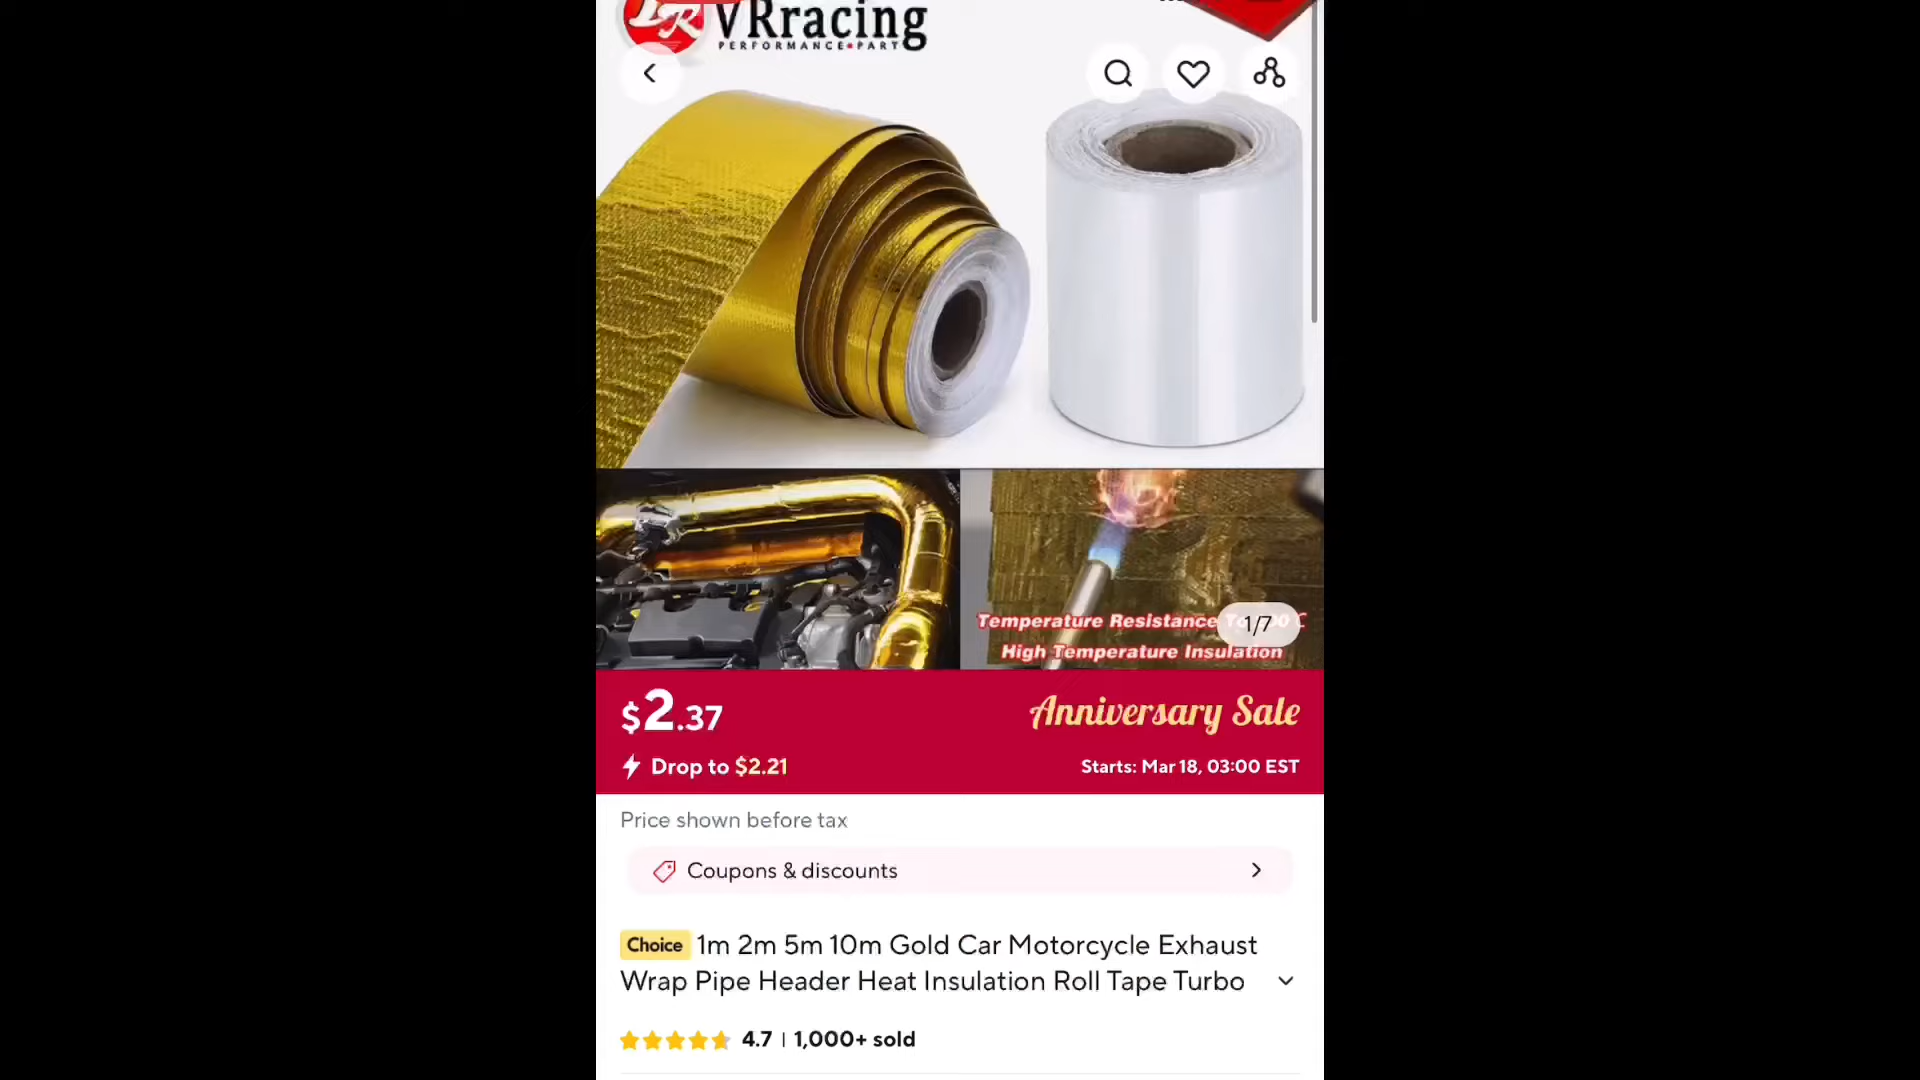 VRracing
PERFORMANCE PART
Temperature Resistance
1/7
High Temperature Insulation
$2.37
Anniversary Sale
Drop to $2.21
Starts: Mar 18, 03:00 EST
Price shown before tax
Coupons & discounts
Choice 1m 2m 5m 10m Gold Car Motorcycle Exhaust
Wrap Pipe Header Heat Insulation Roll Tape Turbo
4.7 | 1,000+ sold